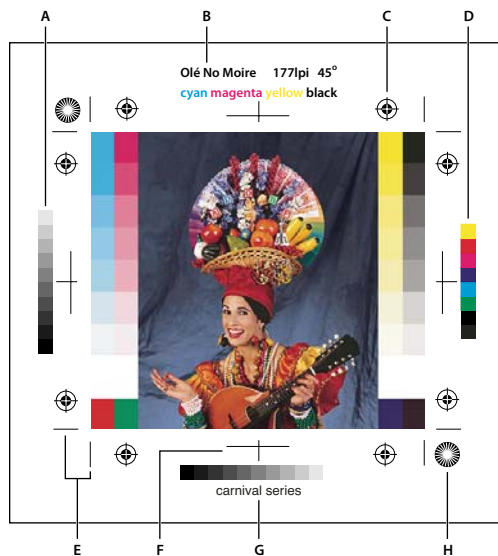 A B C D
Olé No Moire 177lpi 45°
cyan magenta yellow black
carnival series
E F G H